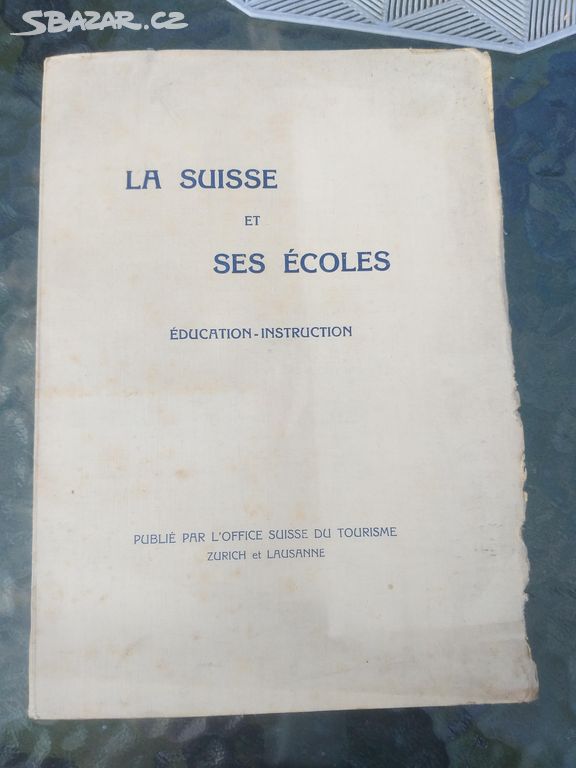 SBAZAR.CZ
LA SUISSE
ET
SES ÉCOLES
ÉDUCATION-INSTRUCTION
PUBLIÉ PAR L'OFFICE SUISSE DU TOURISME
ZURICH et LAUSANNE